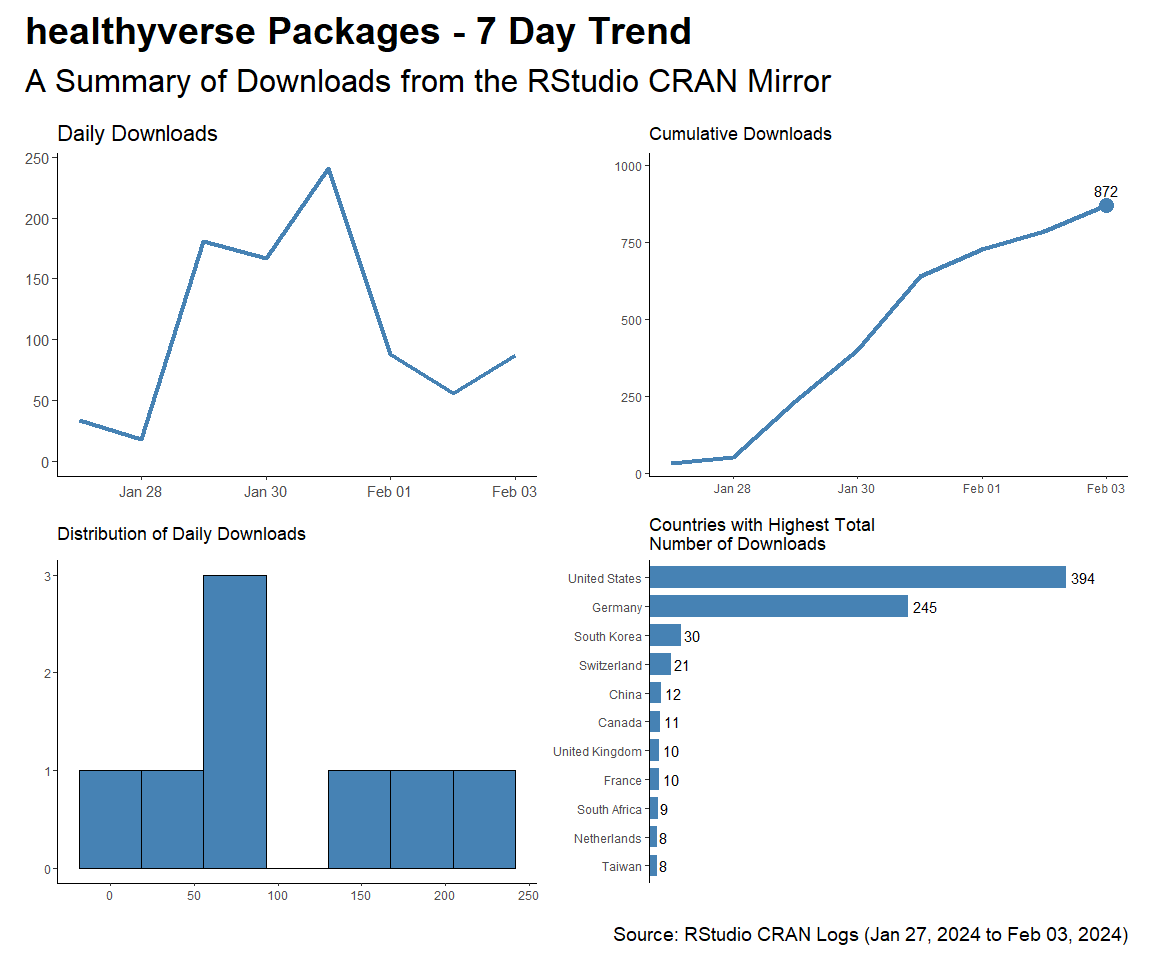 healthyverse Packages - 7 Day Trend
A Summary of Downloads from the RStudio CRAN Mirror
Daily Downloads
250
200
150
100
50
0
Jan 28 Jan 30 Feb 01 Feb 03
Cumulative Downloads
1000
750
500
250
0
872
Jan 28 Jan 30 Feb 01 Feb 03
Distribution of Daily Downloads
3
2
1
0
0 50 100 150 200 250
Countries with Highest Total
Number of Downloads
United States 394
Germany 245
South Korea 30
Switzerland 21
China 12
Canada 11
United Kingdom 10
France 10
South Africa 9
Netherlands 8
Taiwan 8
Source: RStudio CRAN Logs (Jan 27, 2024 to Feb 03, 2024)